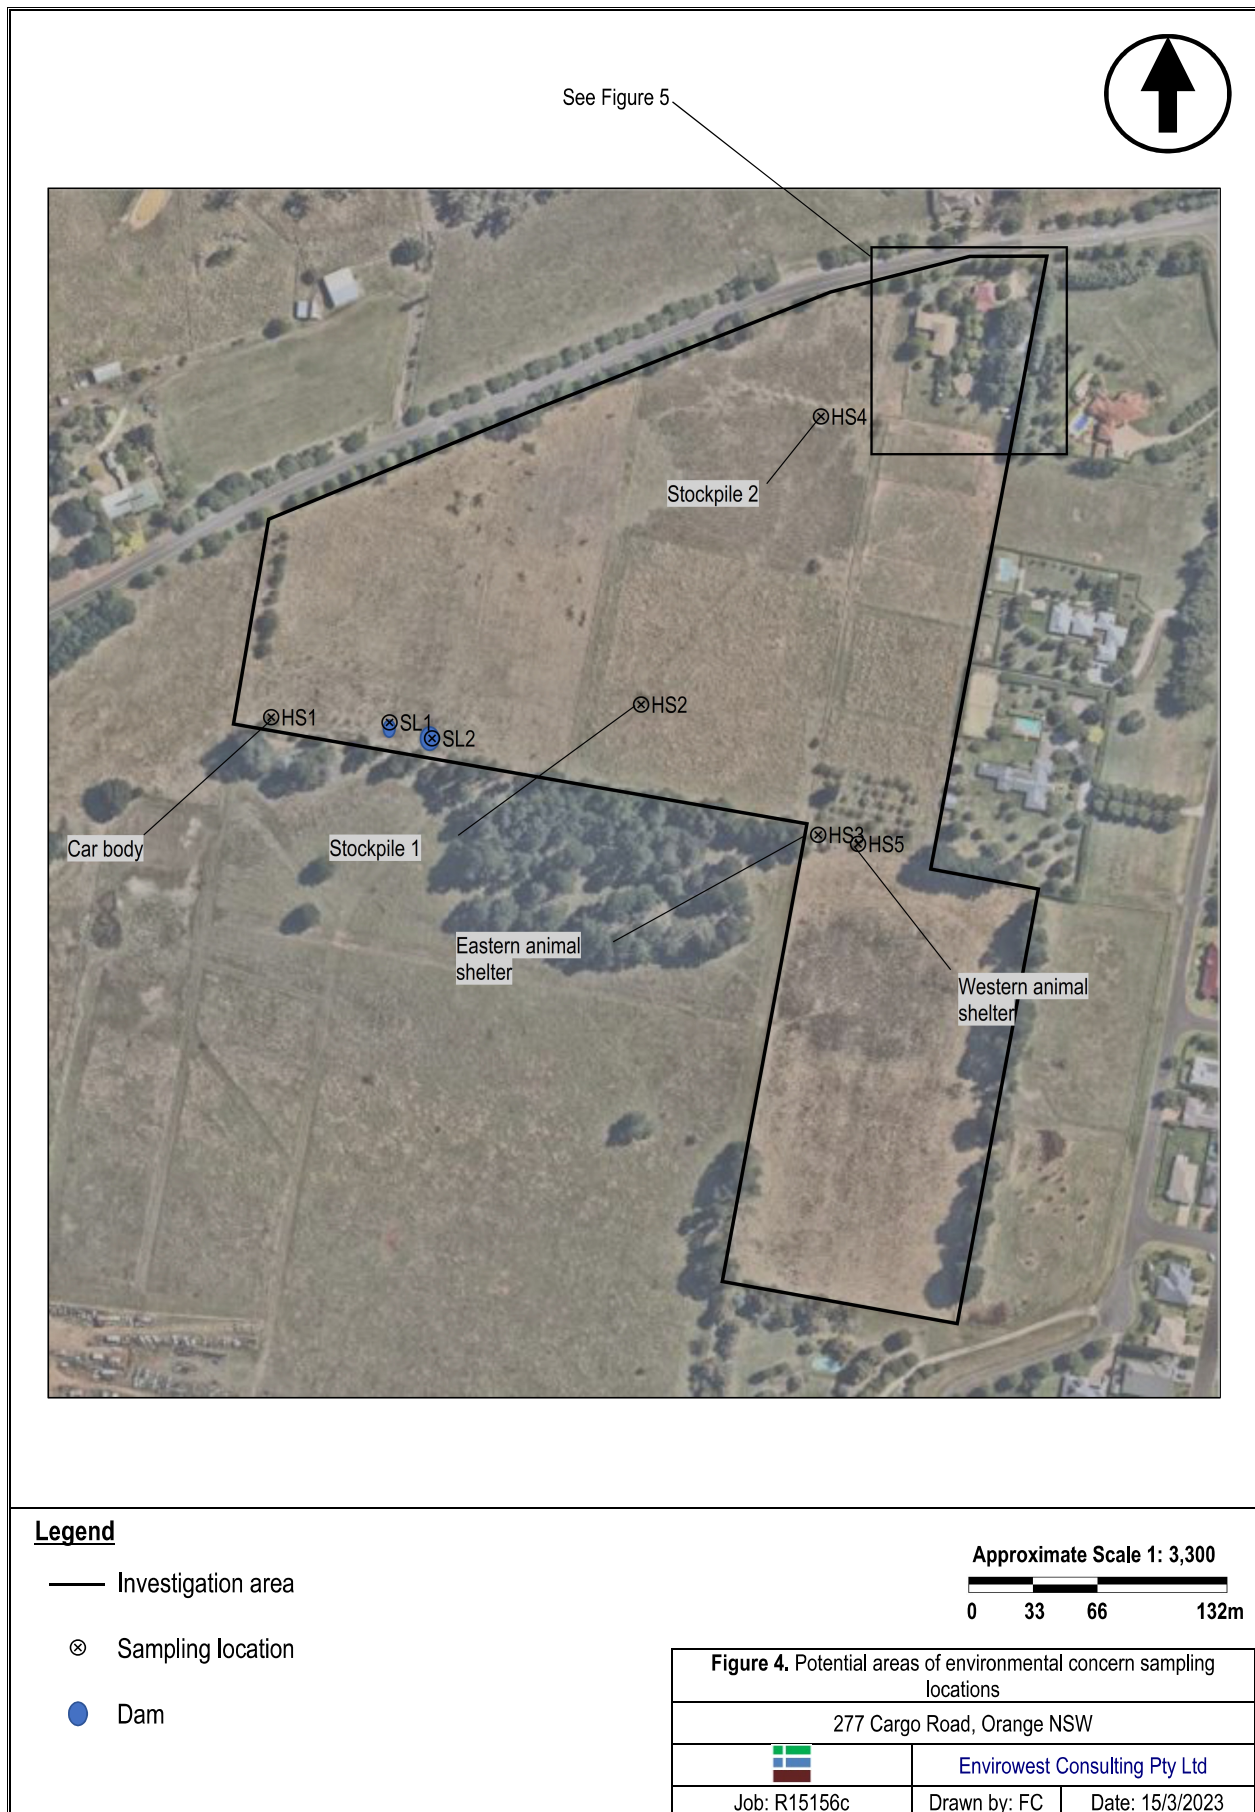 See Figure 5
HS4
Stockpile 2
HS1
SL1
SL2
HS2
Car body
Stockpile 1
HS3
HS5
Eastern animal
shelter
Western animal
shelter
Legend
Investigation area
Sampling location
Dam
Approximate Scale 1: 3,300
0 33 66 132m
Figure 4. Potential areas of environmental concern sampling
locations
277 Cargo Road, Orange NSW
Envirowest Consulting Pty Ltd
Job: R15156c Drawn by: FC Date: 15/3/2023